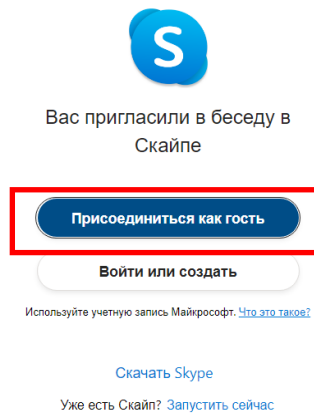 S
Вас пригласили в беседу в
Скайпе
Присоединиться как гость
Войти или создать
Используйте учетную запись Майкрософт. Что это такое?
Скачать Skype
Уже есть Скайп? Запустить сейчас